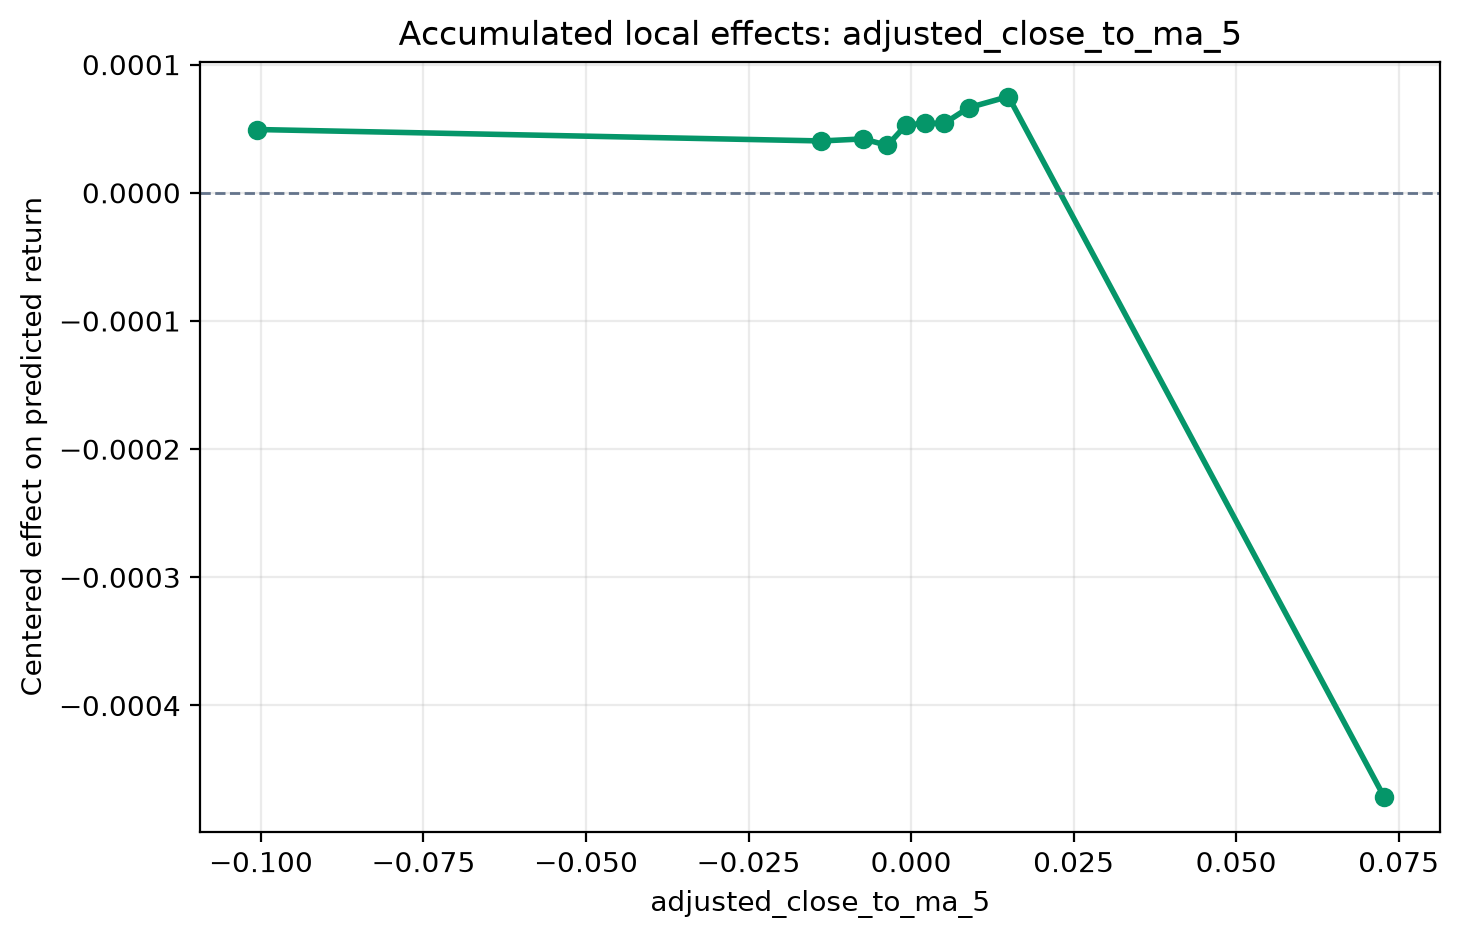 Accumulated local effects: adjusted_close_to_ma_5
0.0001
0.0000
−0.0001
−0.0002
−0.0003
−0.0004
Centered effect on predicted return
−0.100 −0.075 −0.050 −0.025 0.000 0.025 0.050 0.075
adjusted_close_to_ma_5